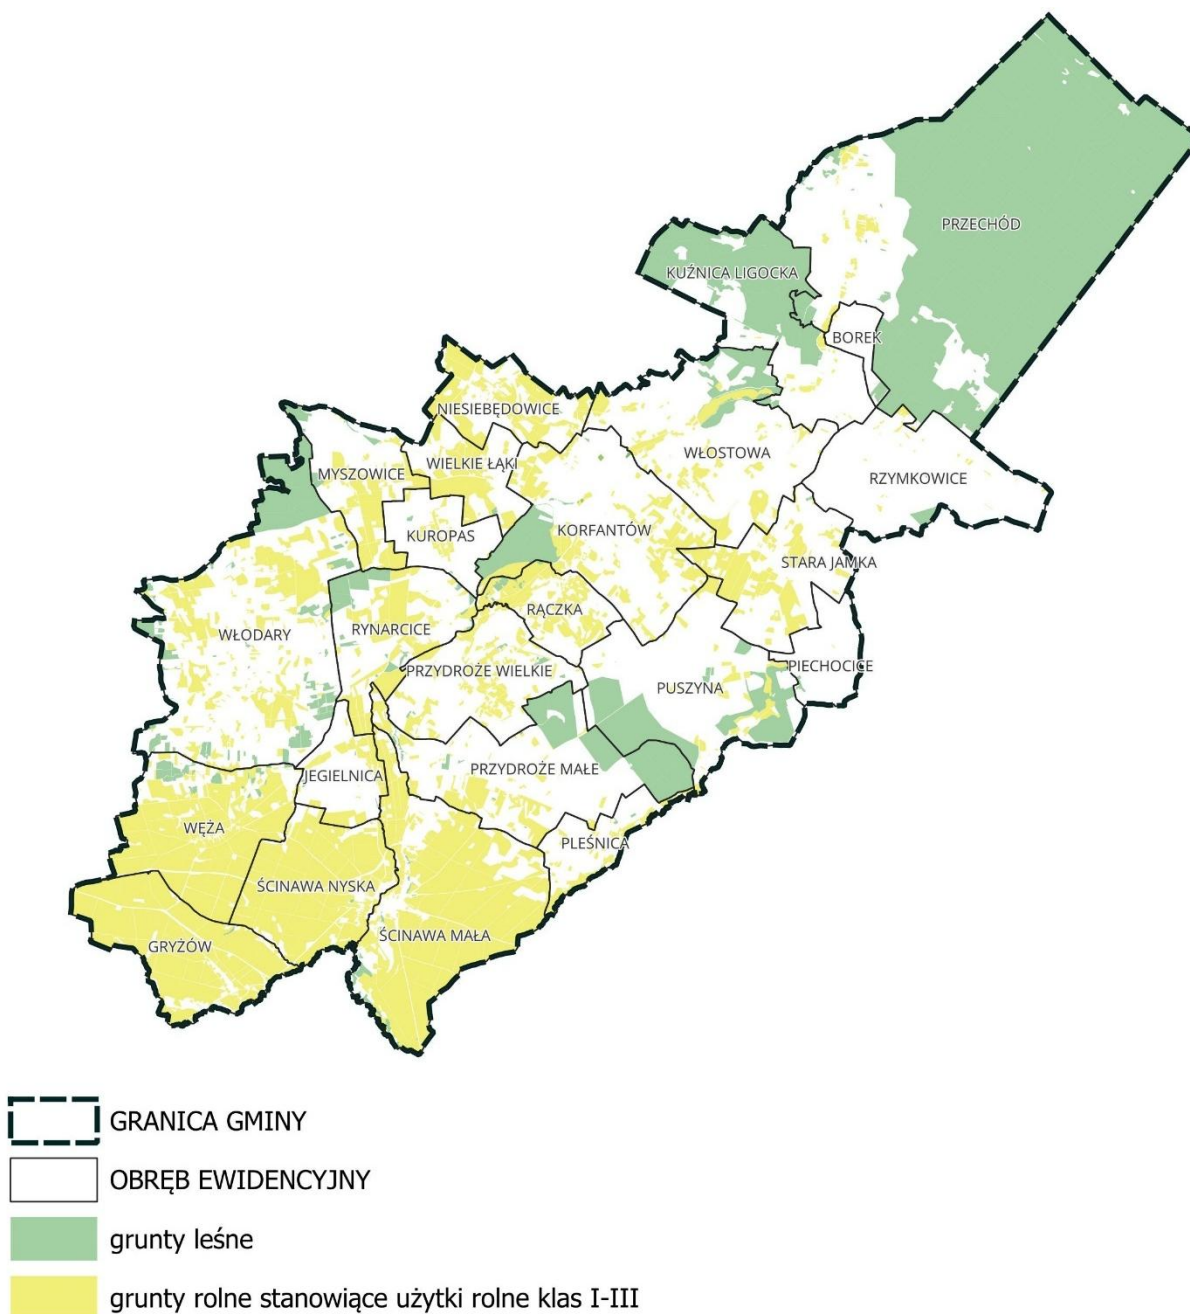 PRZECHÓD
KUŹNICA LIGOCKA
BOREK
NIESIEBĘDOWICE
WIELKIE ŁĄKI
MYSZOWICE
WŁOSTOWA
RZYMKOWICE
KUROPAS
KORFANTÓW
STARA JAMKA
RĄCZKA
WŁODARY
RYNARCICE
PRZYDROŻE WIELKIE
PUSZYNA
PIECHOCICE
JEGIELNICA
PRZYDROŻE MAŁE
WĘŻA
PLEŚNICA
ŚCINAWA NYSKA
GRYŻÓW
ŚCINAWA MAŁA
GRANICA GMINY
OBRĘB EWIDENCYJNY
grunty leśne
grunty rolne stanowiące użytki rolne klas I-III